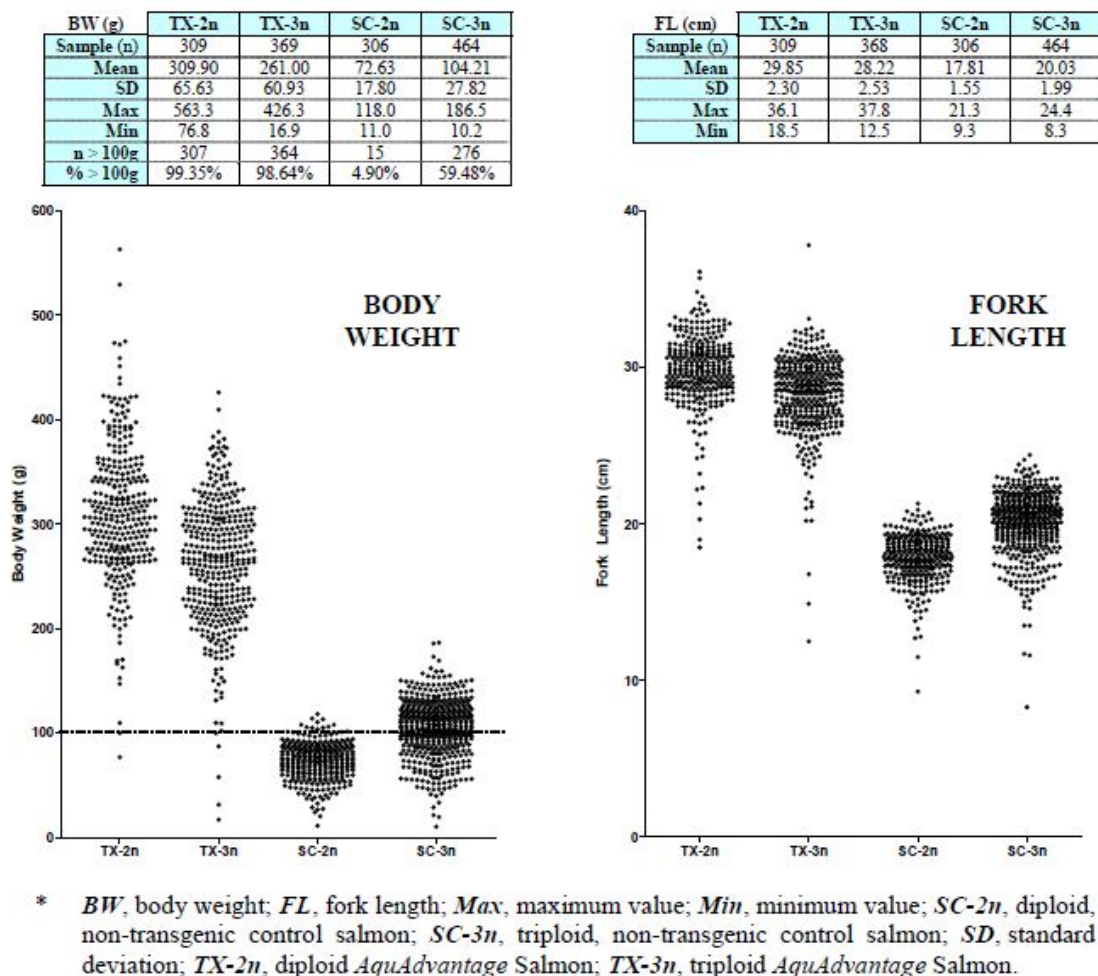 BW (g) TX-2n TX-3n SC-2n SC-3n
Sample (n) 309 369 306 464
Mean 309.90 261.00 72.63 104.21
SD 65.63 60.93 17.80 27.82
Max 563.3 426.3 118.0 186.5
Min 76.8 16.9 11.0 10.2
n > 100g 307 364 15 276
% > 100g 99.35% 98.64% 4.90% 59.48%
FL (cm) TX-2n TX-3n SC-2n SC-3n
Sample (n) 309 368 306 464
Mean 29.85 28.22 17.81 20.03
SD 2.30 2.53 1.55 1.99
Max 36.1 37.8 21.3 24.4
Min 18.5 12.5 9.3 8.3
BODY
WEIGHT
Body Weight (g)
600
500
400
300
200
100
0
TX-2n TX-3n SC-2n SC-3n
FORK
LENGTH
Fork Length (cm)
40
30
20
10
0
TX-2n TX-3n SC-2n SC-3n
* BW, body weight; FL, fork length; Max, maximum value; Min, minimum value; SC-2n, diploid,
non-transgenic control salmon; SC-3n, triploid, non-transgenic control salmon; SD, standard
deviation; TX-2n, diploid AquAdvantage Salmon; TX-3n, triploid AquAdvantage Salmon.